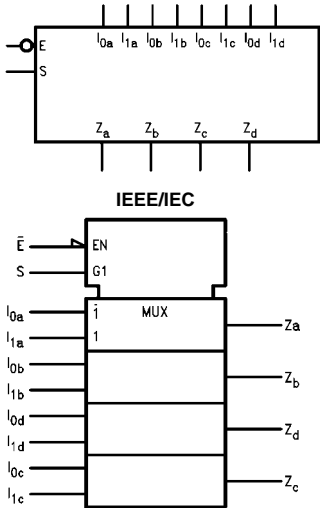 I0a I1a I0b I1b I0c I1c I0d I1d
E
S
Za Zb Zc Zd
IEEE/IEC
E̅ EN
S G1
I0a 1̅ MUX
Za
I1a 1
I0b
Zb
I1b
I0d
Zd
I1d
I0c
Zc
I1c